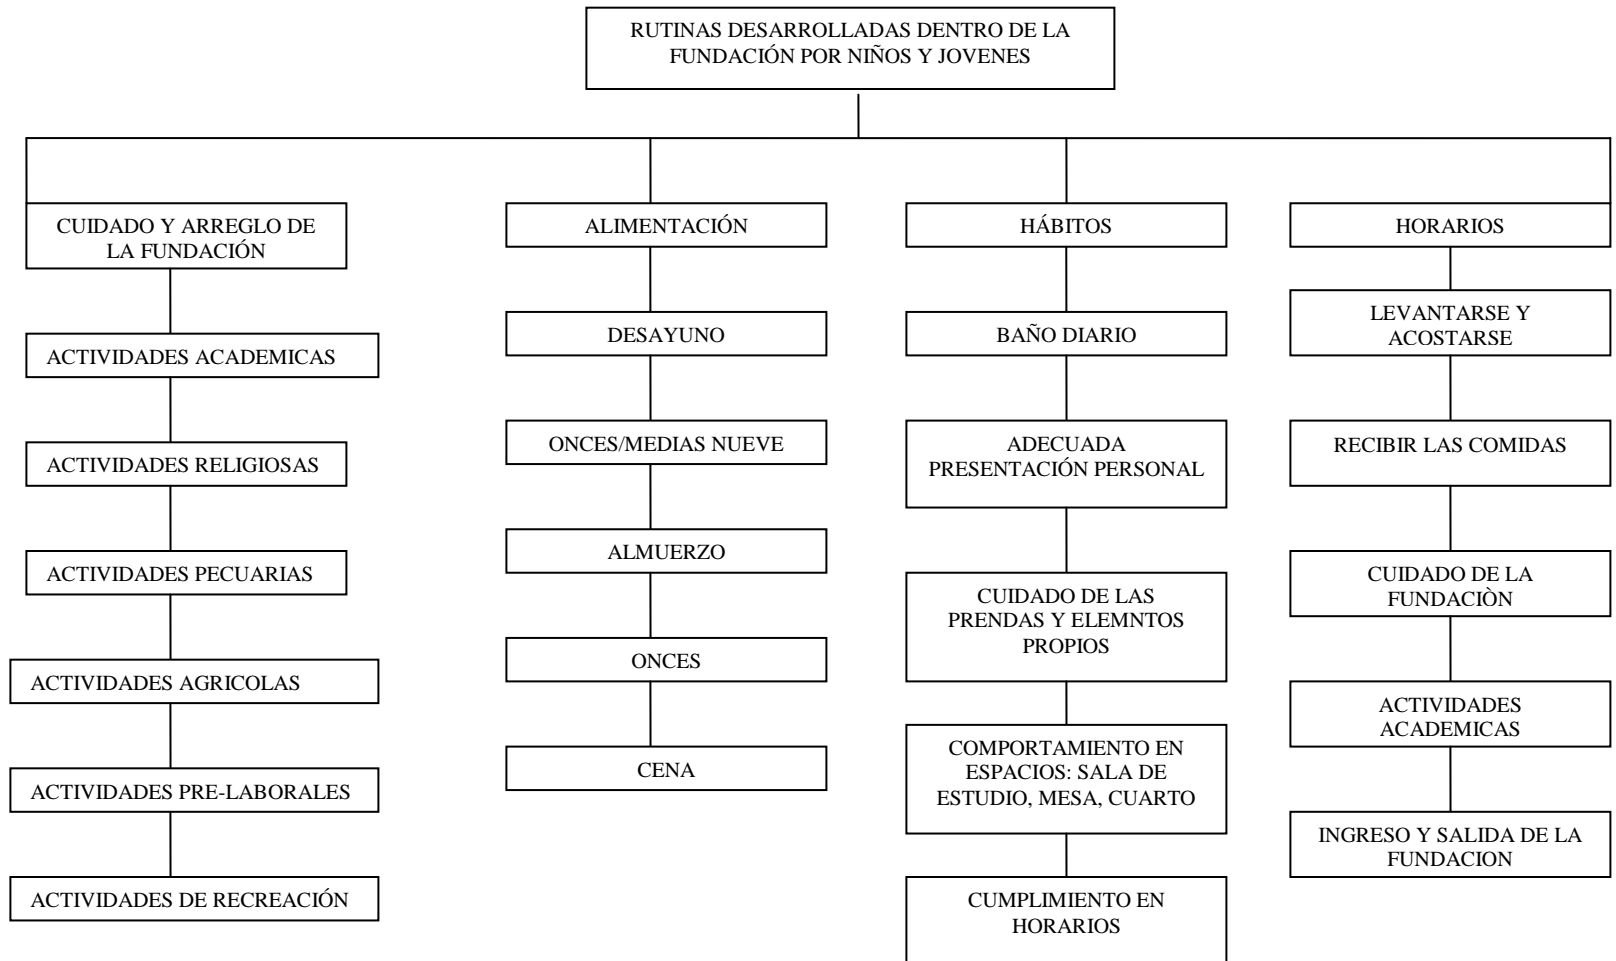 RUTINAS DESARROLLADAS DENTRO DE LA
FUNDACIÓN POR NIÑOS Y JOVENES
CUIDADO Y ARREGLO DE
LA FUNDACIÓN
ACTIVIDADES ACADEMICAS
ACTIVIDADES RELIGIOSAS
ACTIVIDADES PECUARIAS
ACTIVIDADES AGRICOLAS
ACTIVIDADES PRE-LABORALES
ACTIVIDADES DE RECREACIÓN
ALIMENTACIÓN
DESAYUNO
ONCES/MEDIAS NUEVE
ALMUERZO
ONCES
CENA
HÁBITOS
BAÑO DIARIO
ADECUADA
PRESENTACIÓN PERSONAL
CUIDADO DE LAS
PRENDAS Y ELEMNTOS
PROPIOS
COMPORTAMIENTO EN
ESPACIOS: SALA DE
ESTUDIO, MESA, CUARTO
CUMPLIMIENTO EN
HORARIOS
HORARIOS
LEVANTARSE Y
ACOSTARSE
RECIBIR LAS COMIDAS
CUIDADO DE LA
FUNDACIÒN
ACTIVIDADES
ACADEMICAS
INGRESO Y SALIDA DE LA
FUNDACION